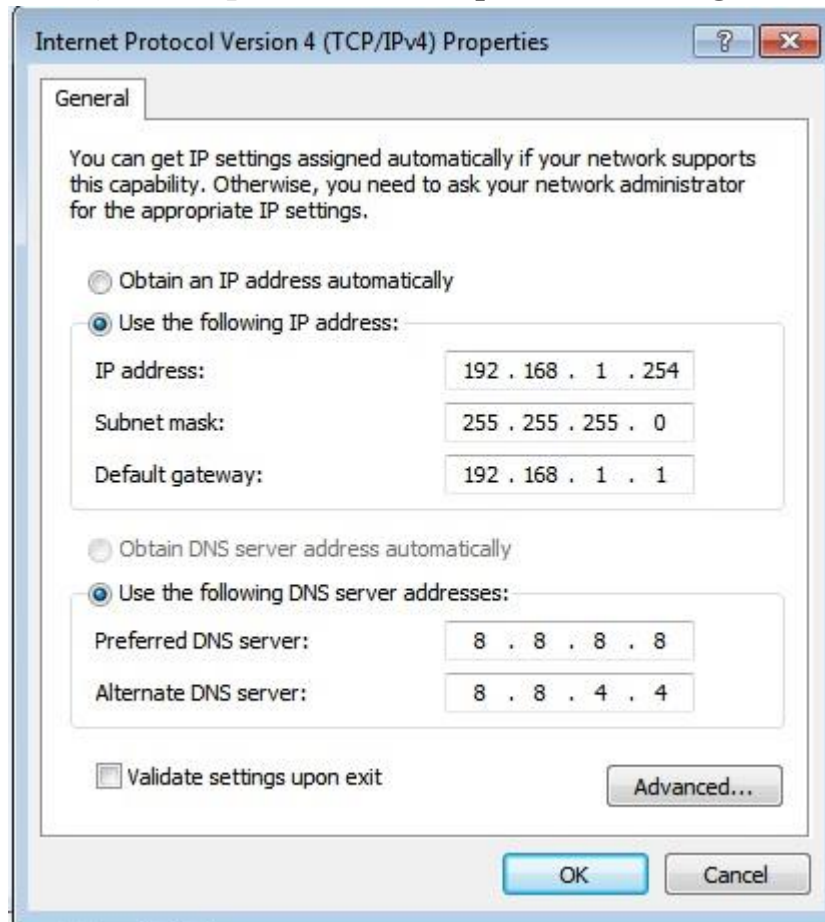 Internet Protocol Version 4 (TCP/IPv4) Properties
General
You can get IP settings assigned automatically if your network supports
this capability. Otherwise, you need to ask your network administrator
for the appropriate IP settings.
Obtain an IP address automatically
Use the following IP address:
IP address: 192 . 168 . 1 . 254
Subnet mask: 255 . 255 . 255 . 0
Default gateway: 192 . 168 . 1 . 1
Obtain DNS server address automatically
Use the following DNS server addresses:
Preferred DNS server: 8 . 8 . 8 . 8
Alternate DNS server: 8 . 8 . 4 . 4
Validate settings upon exit
Advanced...
OK Cancel